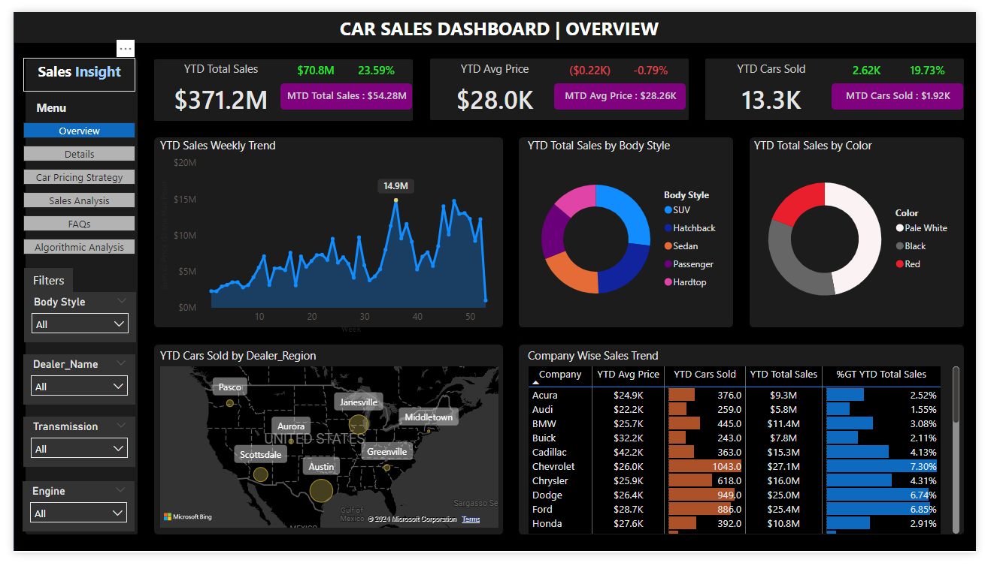 CAR SALES DASHBOARD | OVERVIEW
...
Sales Insight
Menu
Overview
Details
Car Pricing Strategy
Sales Analysis
FAQs
Algorithmic Analysis
Filters
Body Style
All
Dealer_Name
All
Transmission
All
Engine
All
YTD Total Sales
$70.8M 23.59%
$371.2M
MTD Total Sales : $54.28M
YTD Avg Price
($0.22K) -0.79%
$28.0K
MTD Avg Price : $28.26K
YTD Cars Sold
2.62K 19.73%
13.3K
MTD Cars Sold : $1.92K
YTD Sales Weekly Trend
$20M
$15M
$10M
$5M
$0M
14.9M
10 20 30 40 50
Week
YTD Total Sales by Body Style
Body Style
SUV
Hatchback
Sedan
Passenger
Hardtop
YTD Total Sales by Color
Color
Pale White
Black
Red
YTD Cars Sold by Dealer_Region
Pasco
Janesville
Middletown
Aurora
UNITED STATES
Scottsdale
Greenville
Austin
Sargasso Se
Gulf of
Mexico
MEXICO
Microsoft Bing
© 2024 Microsoft Corporation Terms
Company Wise Sales Trend
Company YTD Avg Price YTD Cars Sold YTD Total Sales %GT YTD Total Sales
Acura $24.9K 376.0 $9.3M 2.52%
Audi $22.2K 259.0 $5.8M 1.55%
BMW $25.7K 445.0 $11.4M 3.08%
Buick $32.2K 243.0 $7.8M 2.11%
Cadillac $42.2K 363.0 $15.3M 4.13%
Chevrolet $26.0K 1043.0 $27.1M 7.30%
Chrysler $25.9K 618.0 $16.0M 4.31%
Dodge $26.4K 949.0 $25.0M 6.74%
Ford $28.7K 886.0 $25.4M 6.85%
Honda $27.6K 392.0 $10.8M 2.91%